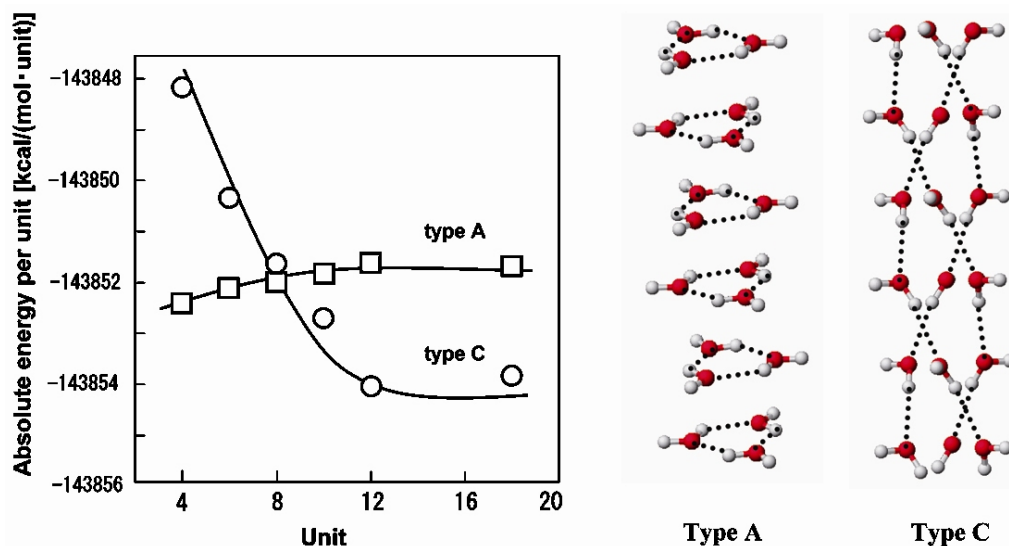 Absolute energy per unit [kcal/(mol·unit)]
-143848
-143850
-143852
-143854
-143856
type A
type C
4
8
12
16
20
Unit
Type A
Type C